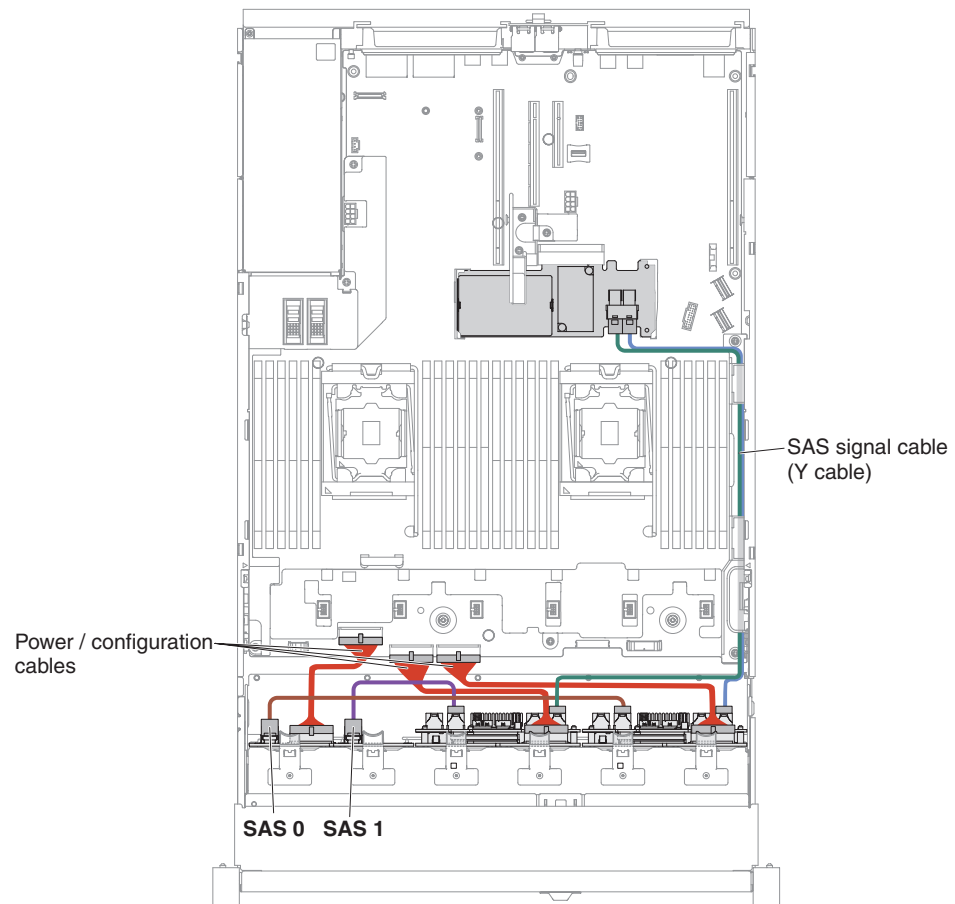 SAS signal cable
(Y cable)
Power / configuration
cables
SAS 0
SAS 1